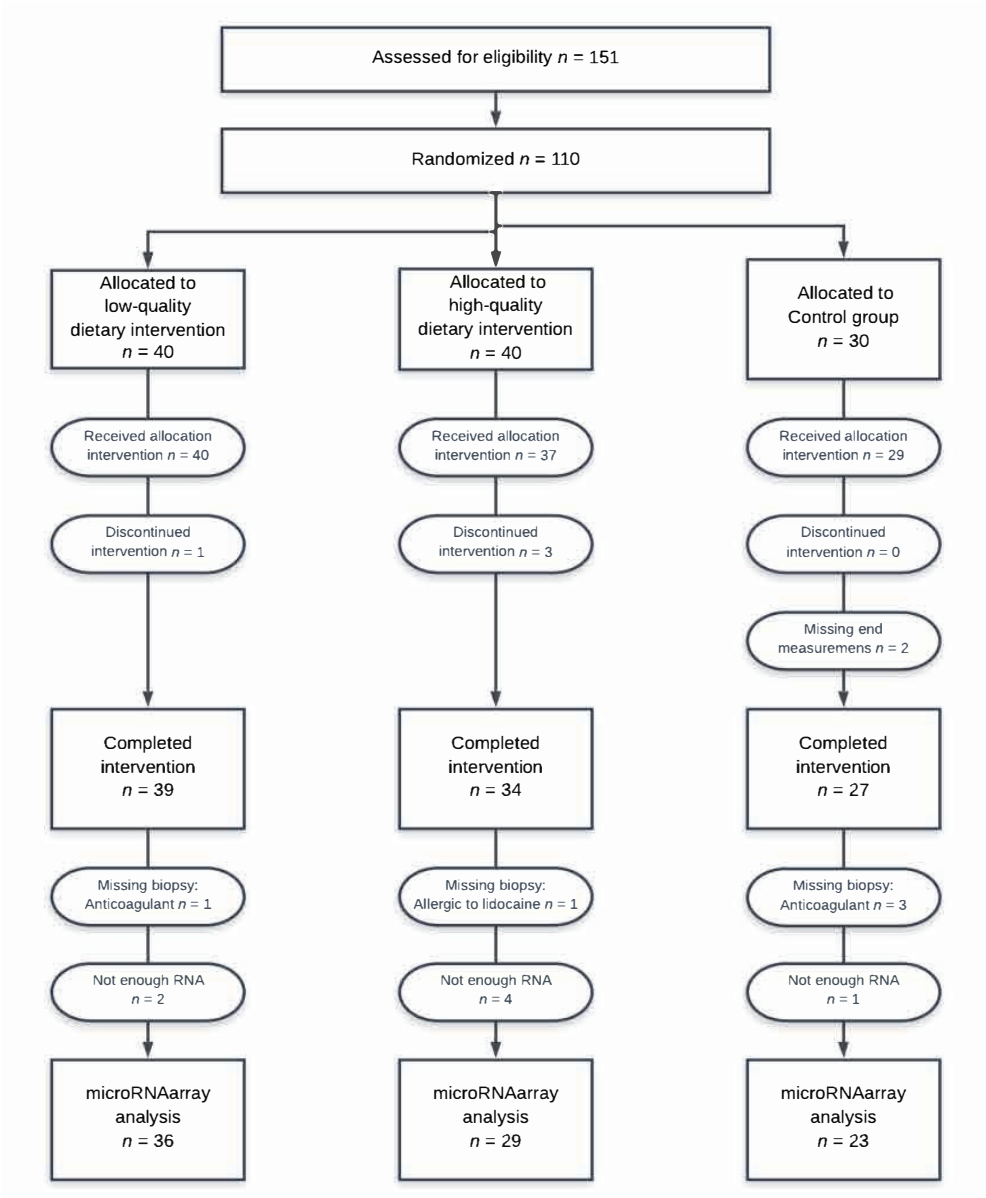 Assessed for eligibility n = 151
Randomized n = 110
Allocated to
low-quality
dietary intervention
n = 40
Allocated to
high-quality
dietary intervention
n = 40
Allocated to
Control group
n = 30
Received allocation
intervention n = 40
Received allocation
intervention n = 37
Received allocation
intervention n = 29
Discontinued
intervention n = 1
Discontinued
intervention n = 3
Discontinued
intervention n = 0
Missing end
measuremens n = 2
Completed
intervention
n = 39
Completed
intervention
n = 34
Completed
intervention
n = 27
Missing biopsy:
Anticoagulant n = 1
Missing biopsy:
Allergic to lidocaine n = 1
Missing biopsy:
Anticoagulant n = 3
Not enough RNA
n = 2
Not enough RNA
n = 4
Not enough RNA
n = 1
microRNAarray
analysis
n = 36
microRNAarray
analysis
n = 29
microRNAarray
analysis
n = 23